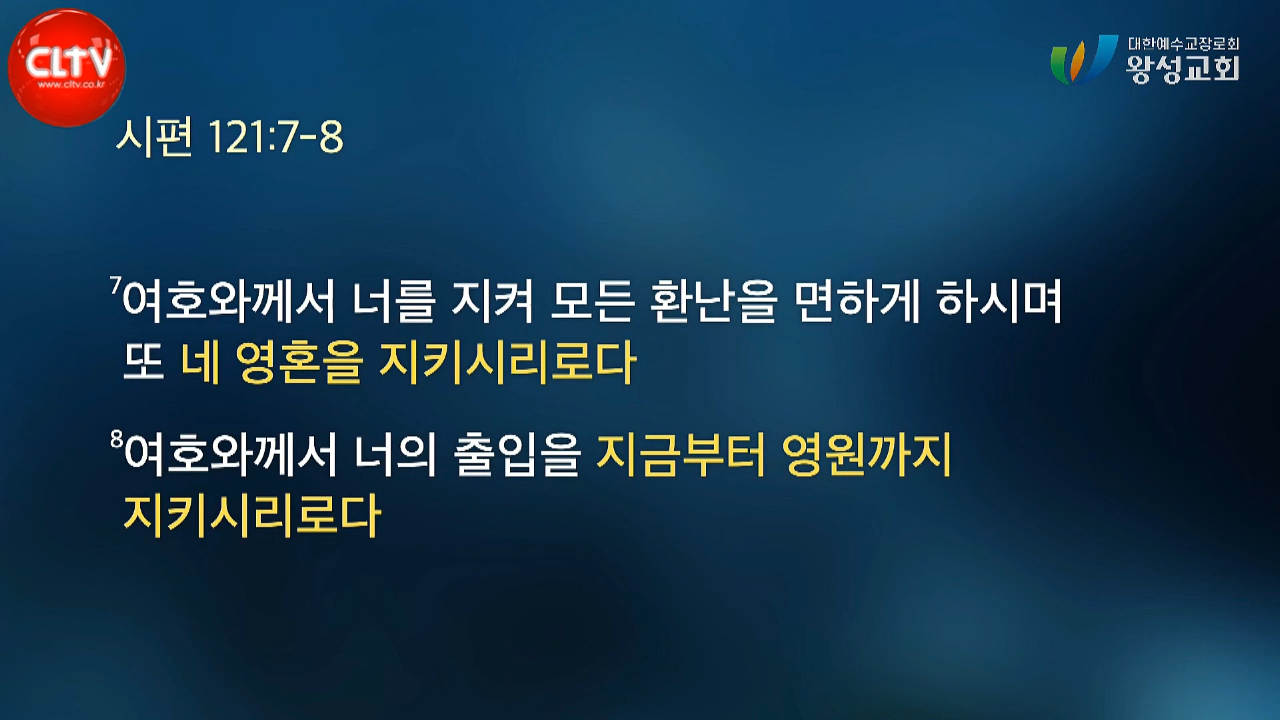 CLTV
www.cltv.co.kr
대한예수교장로회
왕성교회
시편 121:7-8
7여호와께서 너를 지켜 모든 환난을 면하게 하시며
또 네 영혼을 지키시리로다
8여호와께서 너의 출입을 지금부터 영원까지
지키시리로다